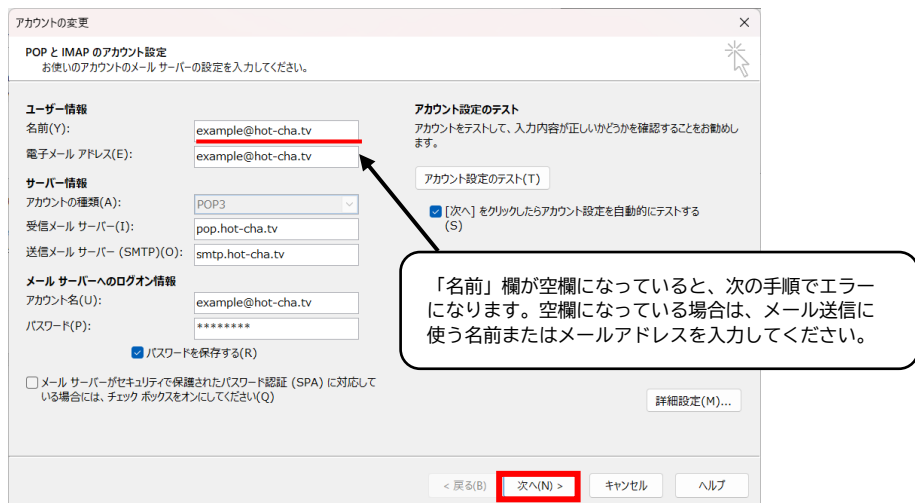 アカウントの変更
POP と IMAP のアカウント設定
お使いのアカウントのメール サーバーの設定を入力してください。
ユーザー情報
名前(Y):
example@hot-cha.tv
電子メール アドレス(E):
example@hot-cha.tv
サーバー情報
アカウントの種類(A):
POP3
受信メール サーバー(I):
pop.hot-cha.tv
送信メール サーバー (SMTP)(O):
smtp.hot-cha.tv
メール サーバーへのログオン情報
アカウント名(U):
example@hot-cha.tv
パスワード(P):
********
パスワードを保存する(R)
メール サーバーがセキュリティで保護されたパスワード認証 (SPA) に対応して
いる場合には、チェック ボックスをオンにしてください(Q)
アカウント設定のテスト
アカウントをテストして、入力内容が正しいかどうかを確認することをお勧めし
ます。
アカウント設定のテスト(T)
[次へ] をクリックしたらアカウント設定を自動的にテストする
(S)
「名前」欄が空欄になっていると、次の手順でエラー
になります。空欄になっている場合は、メール送信に
使う名前またはメールアドレスを入力してください。
詳細設定(M)...
< 戻る(B)
次へ(N) >
キャンセル
ヘルプ